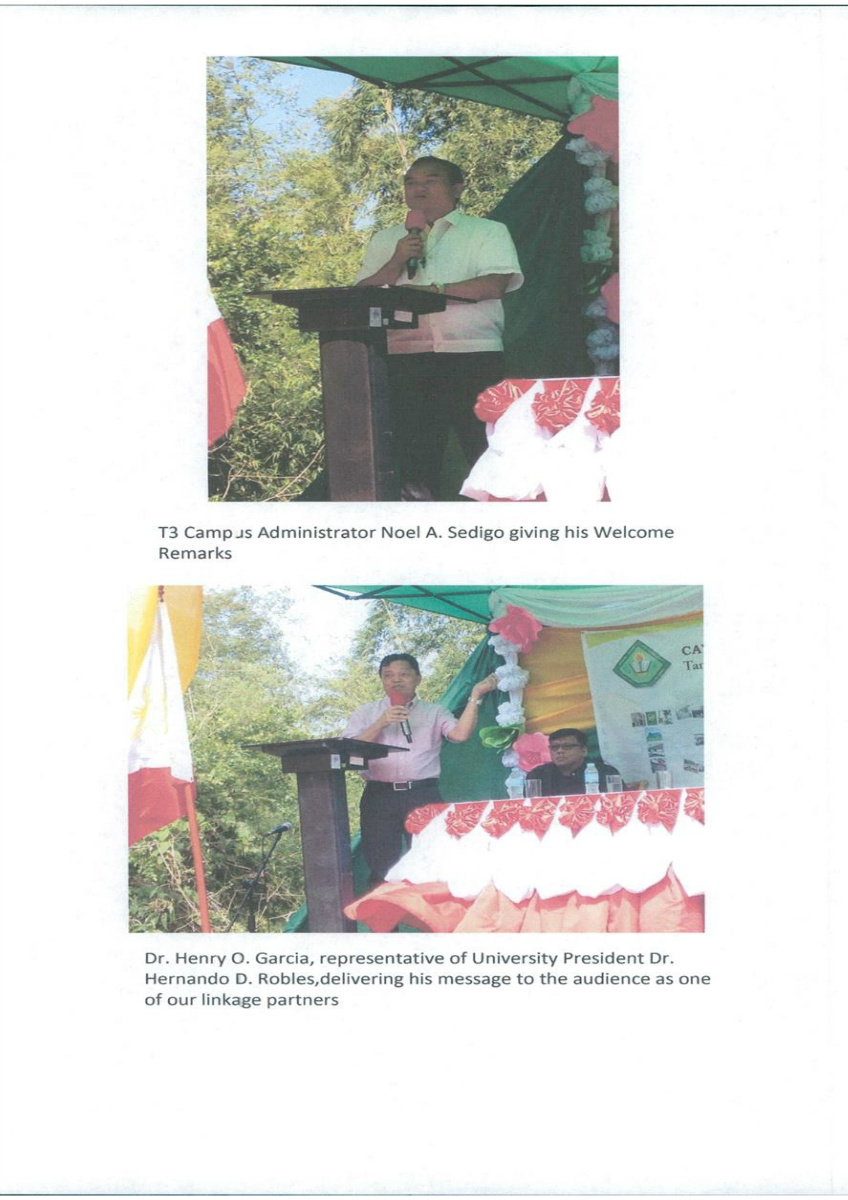 T3 Campus Administrator Noel A. Sedigo giving his Welcome
Remarks
CA
Ta
Dr. Henry O. Garcia, representative of University President Dr.
Hernando D. Robles,delivering his message to the audience as one
of our linkage partners